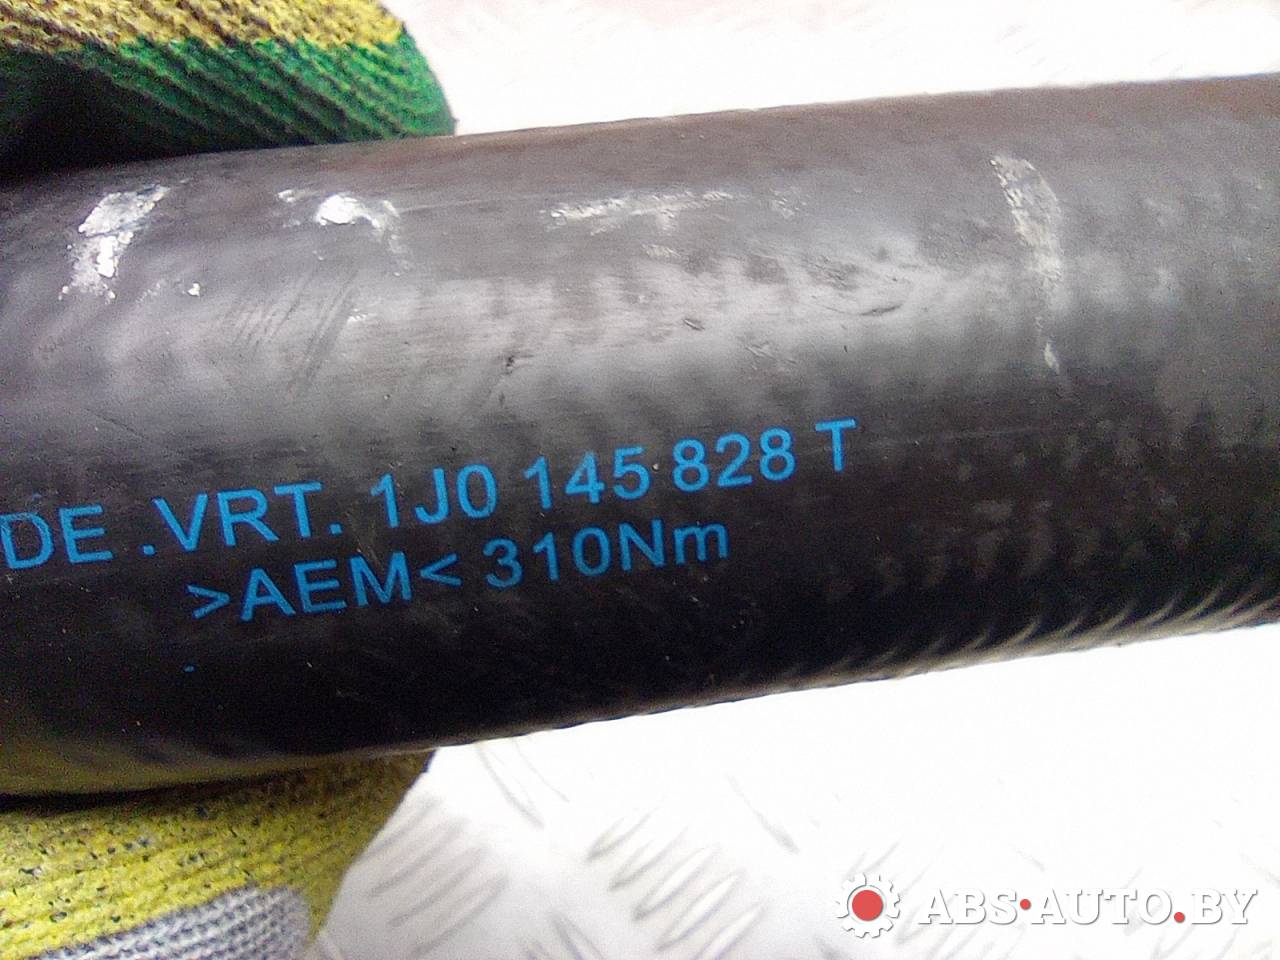 DE .VRT. 1J0 145 828 T
>AEM< 310Nm
ABS•AUTO.BY